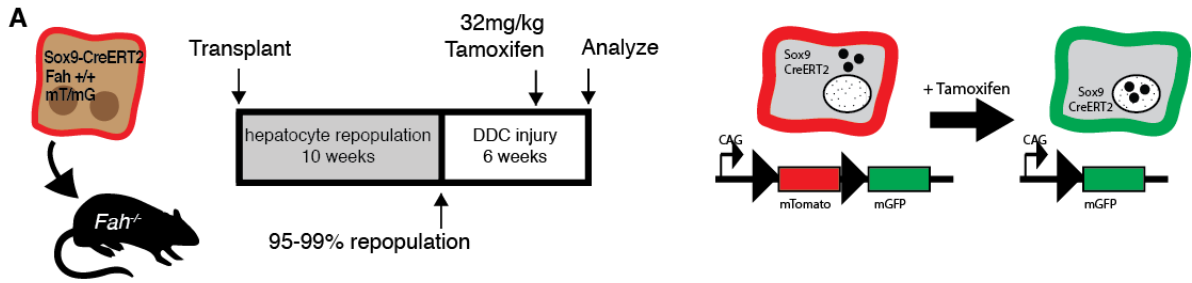 A
Sox9-CreERT2
Fah +/+
mT/mG
Fah-/-
Transplant
32mg/kg
Tamoxifen
Analyze
hepatocyte repopulation
10 weeks
DDC injury
6 weeks
95-99% repopulation
Sox9
CreERT2
CAG
mTomato
mGFP
+ Tamoxifen
Sox9
CreERT2
CAG
mGFP